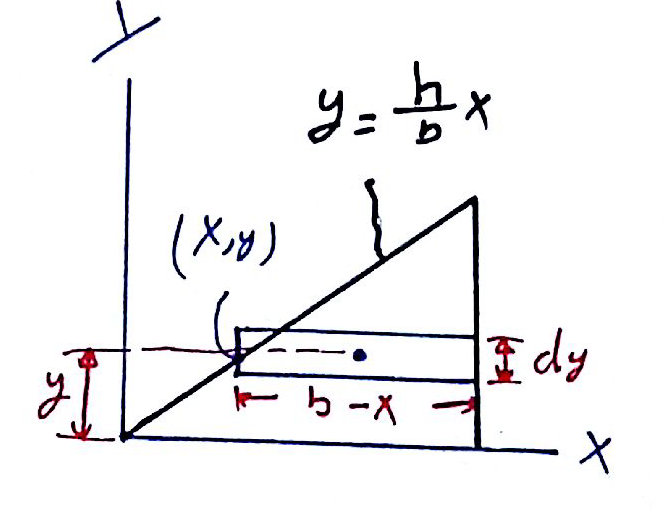 Y
y = h/b x
(x,y)
y
dy
b - x
X